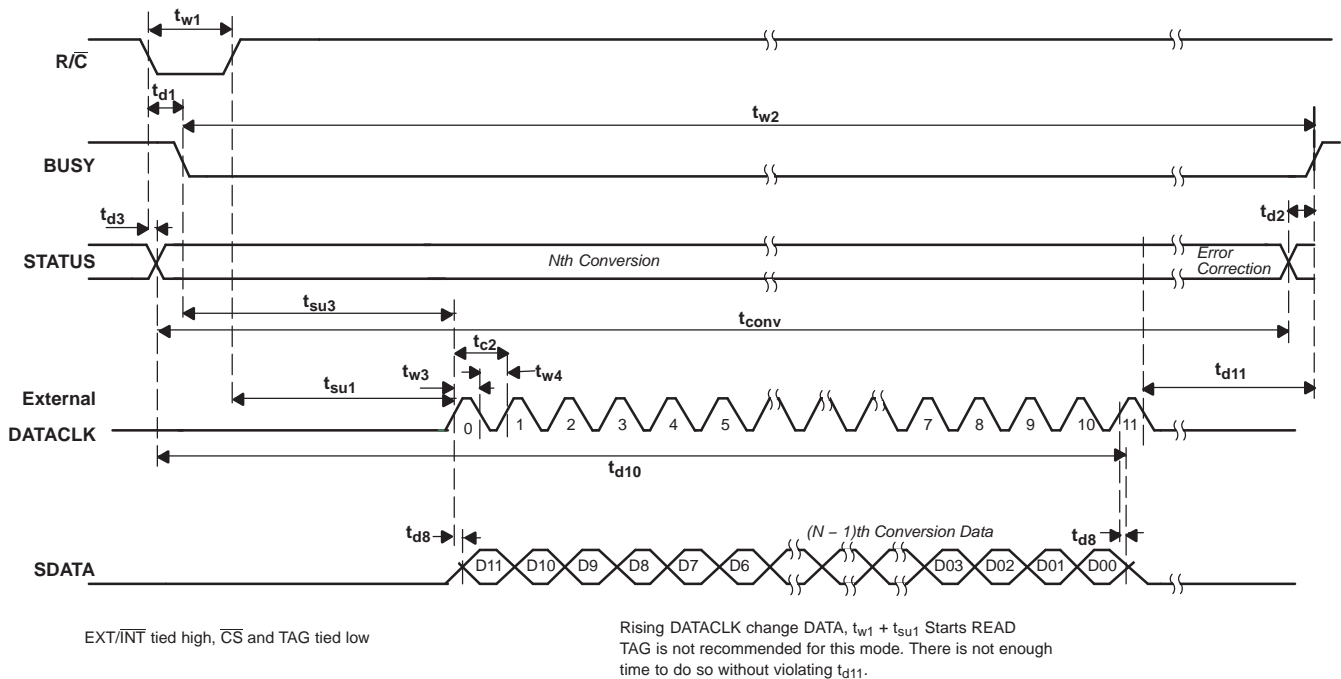 tw1
R/C̅
td1
tw2
BUSY
td3
td2
STATUS
Nth Conversion
Error
Correction
tsu3
tconv
tc2
tw3
tw4
tsu1
td11
External
DATACLK
0 1 2 3 4 5 7 8 9 10 11
td10
td8
(N – 1)th Conversion Data
td8
SDATA
D11 D10 D9 D8 D7 D6 D03 D02 D01 D00
EXT/I̅N̅T̅ tied high, C̅S̅ and TAG tied low
Rising DATACLK change DATA, tw1 + tsu1 Starts READ
TAG is not recommended for this mode. There is not enough
time to do so without violating td11.